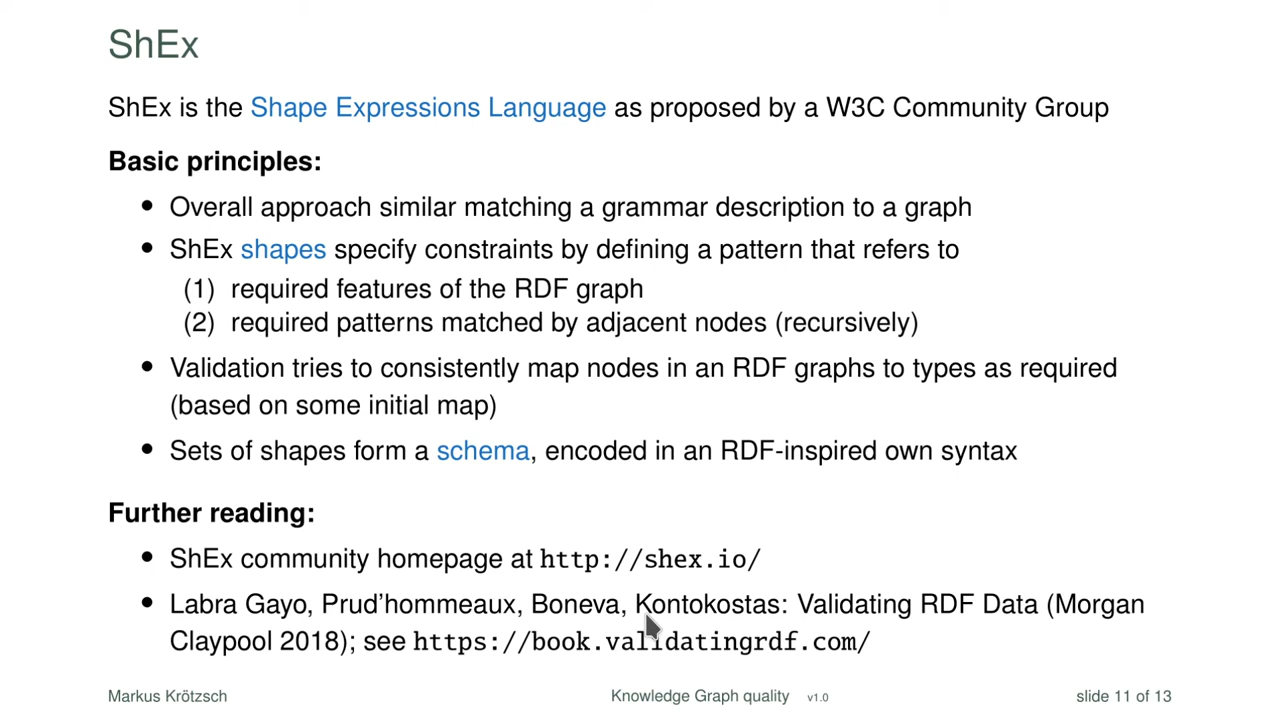 ShEx
ShEx is the Shape Expressions Language as proposed by a W3C Community Group
Basic principles:
• Overall approach similar matching a grammar description to a graph
• ShEx shapes specify constraints by defining a pattern that refers to
(1) required features of the RDF graph
(2) required patterns matched by adjacent nodes (recursively)
• Validation tries to consistently map nodes in an RDF graphs to types as required
(based on some initial map)
• Sets of shapes form a schema, encoded in an RDF-inspired own syntax
Further reading:
• ShEx community homepage at http://shex.io/
• Labra Gayo, Prud'hommeaux, Boneva, Kontokostas: Validating RDF Data (Morgan
Claypool 2018); see https://book.validatingrdf.com/
Markus Krötzsch Knowledge Graph quality v1.0 slide 11 of 13